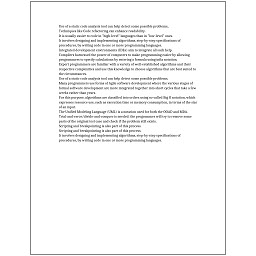 Use of a static code analysis tool can help detect some possible problems.
Techniques like Code refactoring can enhance readability.
It is usually easier to code in "high-level" languages than in "low-level" ones.
It involves designing and implementing algorithms, step-by-step specifications of
procedures, by writing code in one or more programming languages.
Integrated development environments (IDEs) aim to integrate all such help.
Compilers harnessed the power of computers to make programming easier by allowing
programmers to specify calculations by entering a formula using infix notation.
Expert programmers are familiar with a variety of well-established algorithms and their
respective complexities and use this knowledge to choose algorithms that are best suited to
the circumstances.
Use of a static code analysis tool can help detect some possible problems.
Many programmers use forms of Agile software development where the various stages of
formal software development are more integrated together into short cycles that take a few
weeks rather than years.
For this purpose, algorithms are classified into orders using so-called Big O notation, which
expresses resource use, such as execution time or memory consumption, in terms of the size
of an input.
The Unified Modeling Language (UML) is a notation used for both the OOAD and MDA.
Trial-and-error/divide-and-conquer is needed: the programmer will try to remove some
parts of the original test case and check if the problem still exists.
Scripting and breakpointing is also part of this process.
Scripting and breakpointing is also part of this process.
It involves designing and implementing algorithms, step-by-step specifications of
procedures, by writing code in one or more programming languages.